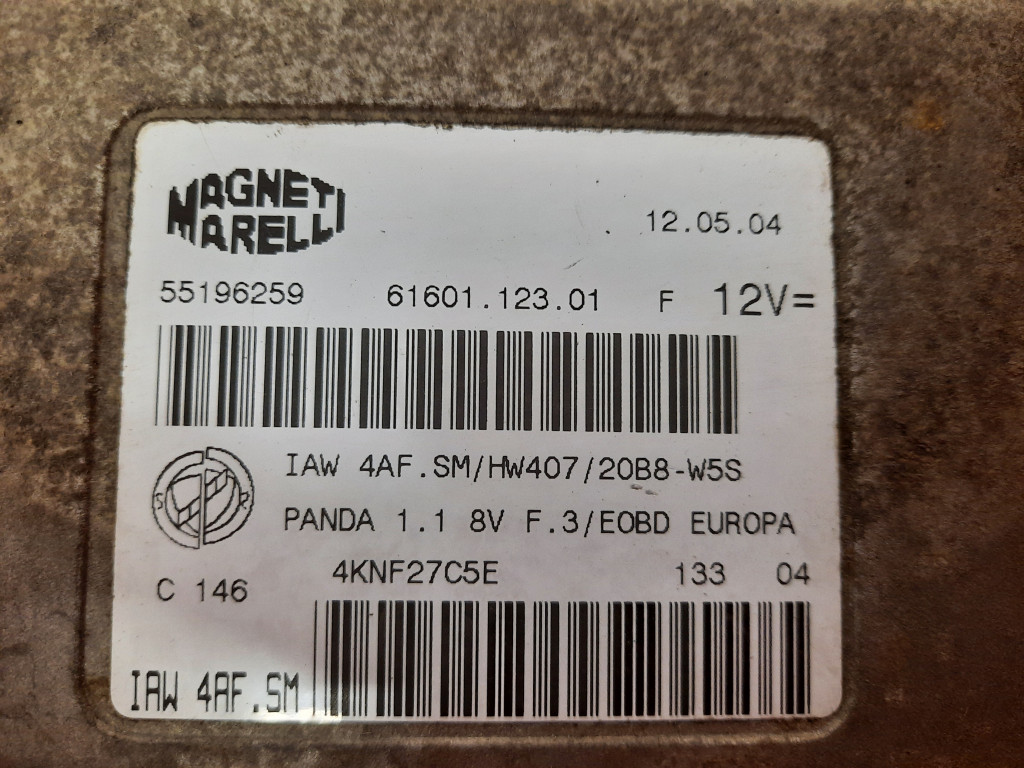 MAGNETI
MARELLI
12.05.04
55196259 61601.123.01 F 12V=
IAW 4AF.SM/HW407/20B8-W5S
S R
PANDA 1.1 8V F.3/EOBD EUROPA
4KNF27C5E 133 04
C 146
IAW 4AF.SM